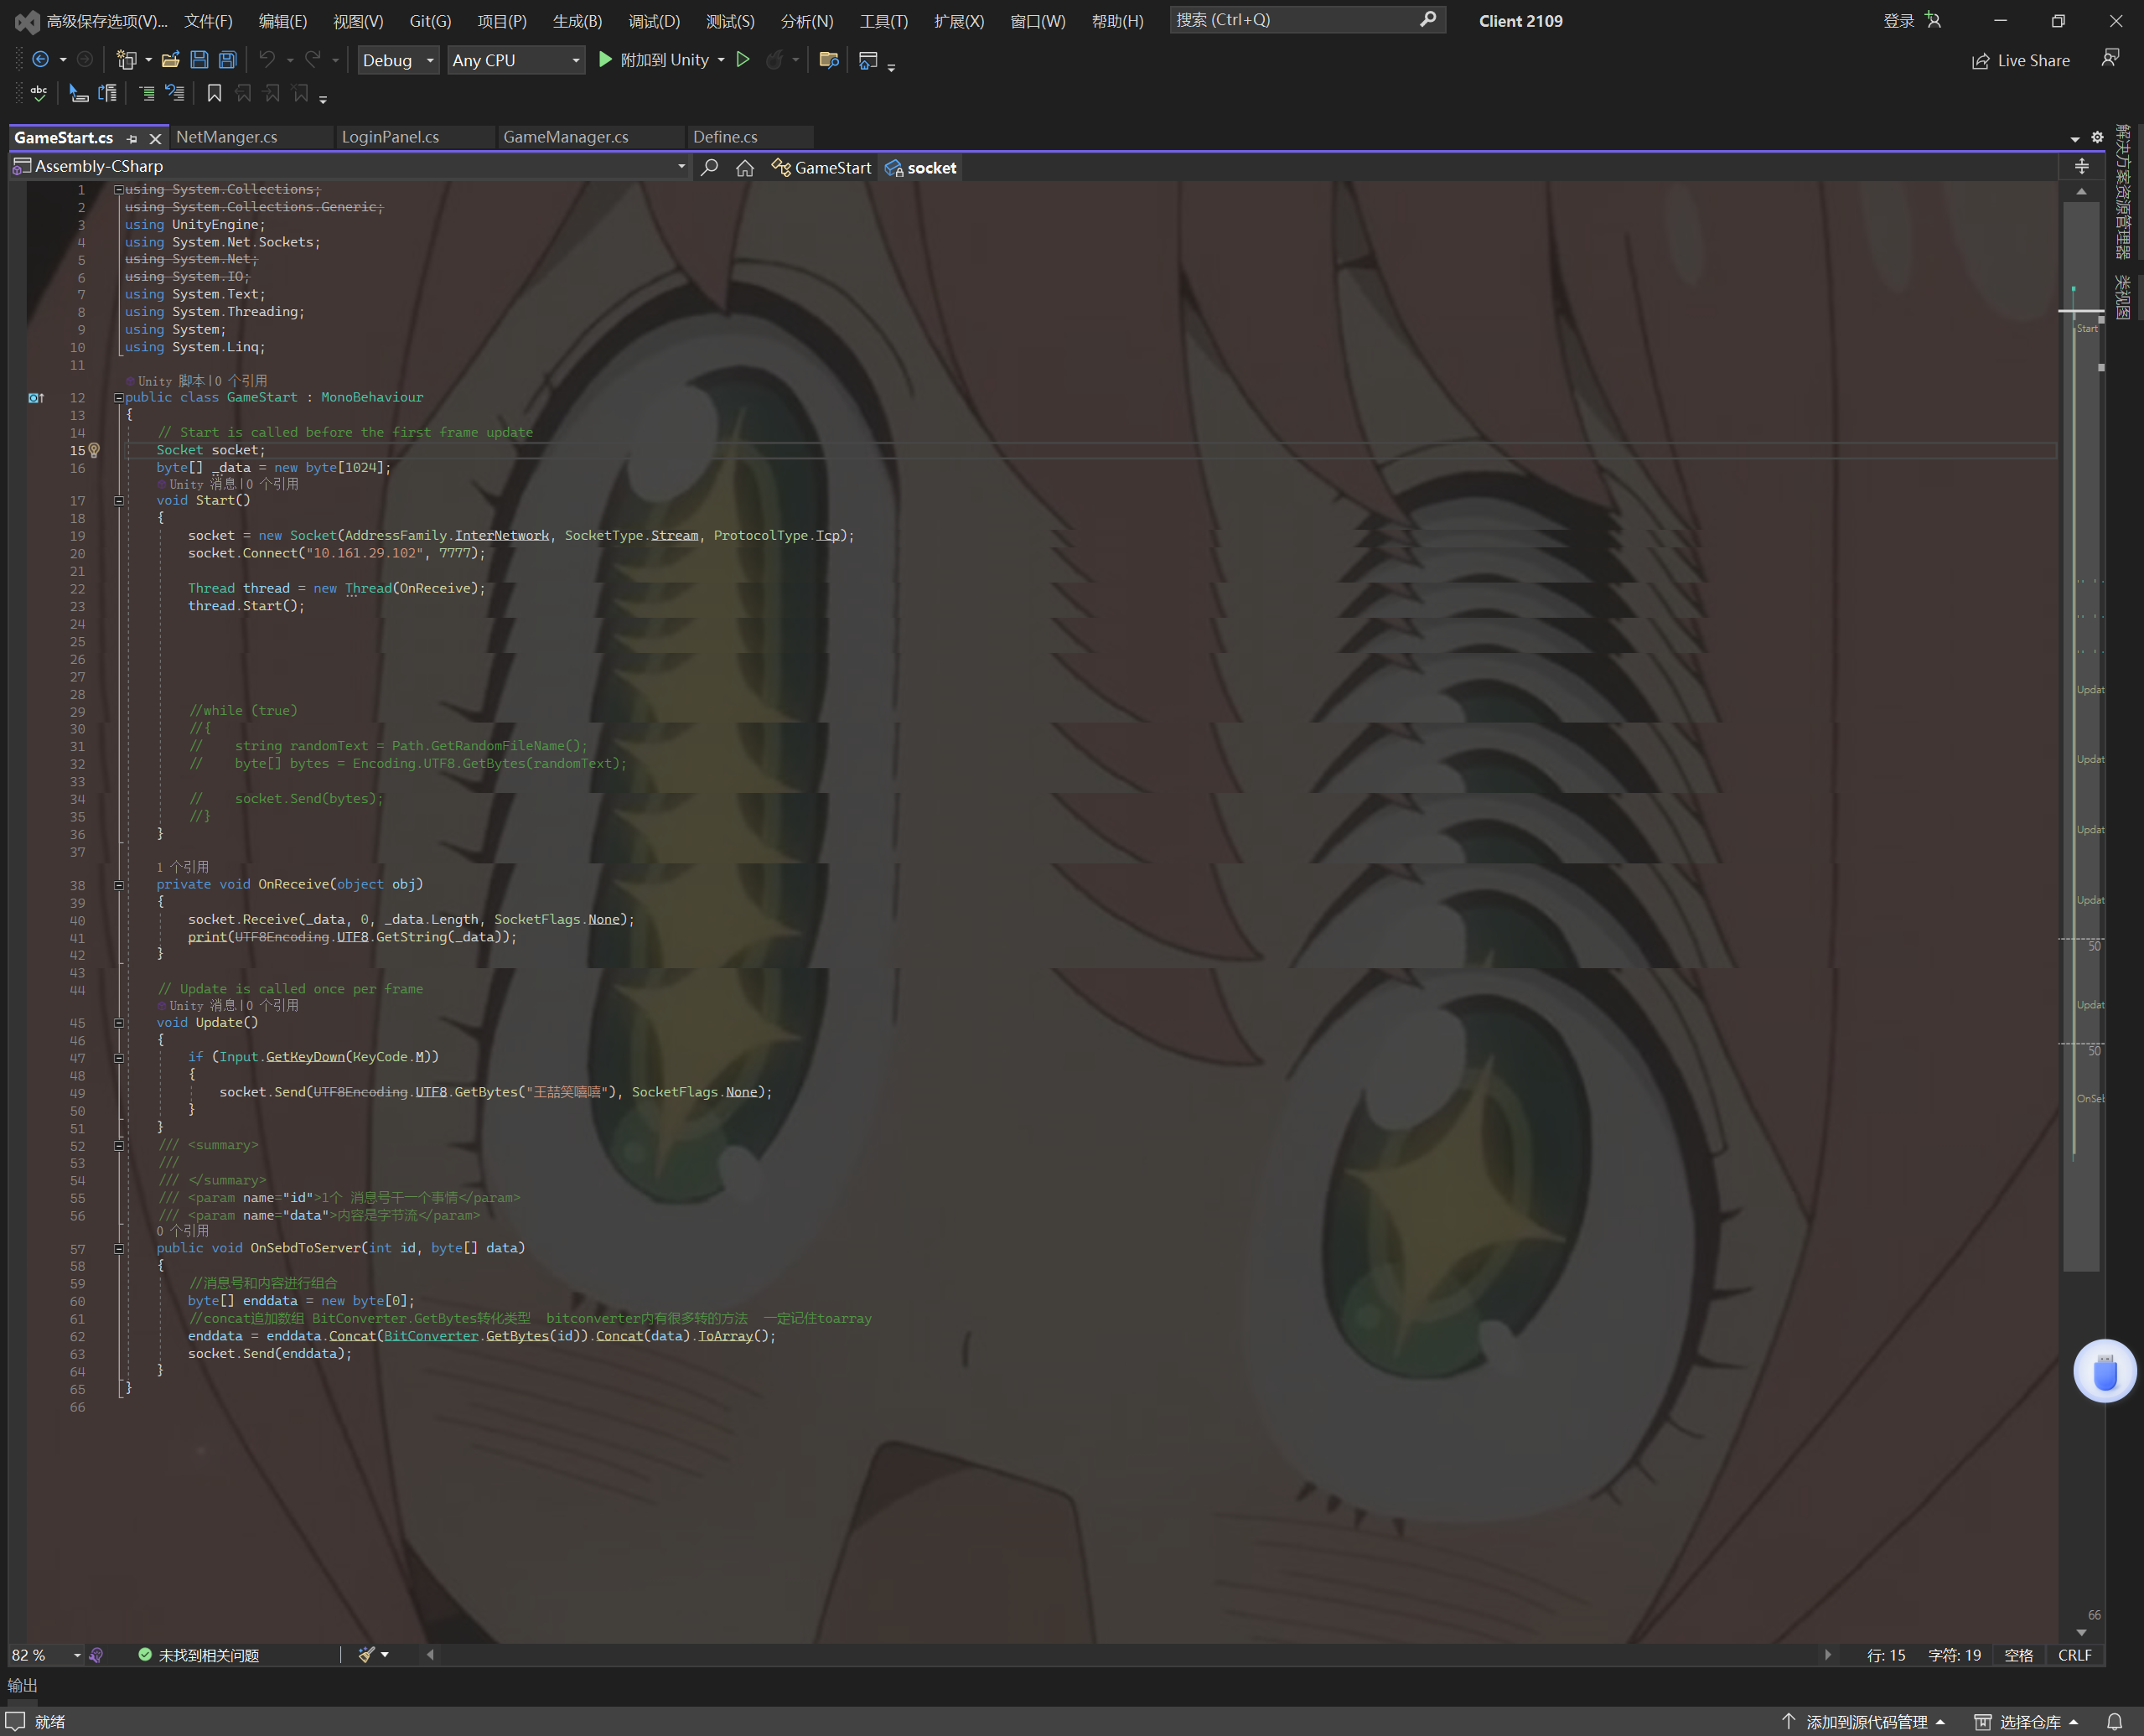 高级保存选项(V)... 文件(F) 编辑(E) 视图(V) Git(G) 项目(P) 生成(B) 调试(D) 测试(S) 分析(N) 工具(T) 扩展(X) 窗口(W) 帮助(H) 搜索 (Ctrl+Q) Client 2109 登录
Debug Any CPU 附加到 Unity Live Share
abc
GameStart.cs NetManger.cs LoginPanel.cs GameManager.cs Define.cs
Assembly-CSharp GameStart socket
解决方案资源管理器
类视图
1 using System.Collections;
2 using System.Collections.Generic;
3 using UnityEngine;
4 using System.Net.Sockets;
5 using System.Net;
6 using System.IO;
7 using System.Text;
8 using System.Threading;
9 using System;
10 using System.Linq;
11
Unity 脚本|0 个引用
12 public class GameStart : MonoBehaviour
13 {
14 // Start is called before the first frame update
15 Socket socket;
16 byte[] _data = new byte[1024];
Unity 消息|0 个引用
17 void Start()
18 {
19 socket = new Socket(AddressFamily.InterNetwork, SocketType.Stream, ProtocolType.Tcp);
20 socket.Connect("10.161.29.102", 7777);
21
22 Thread thread = new Thread(OnReceive);
23 thread.Start();
24
25
26
27
28
29 //while (true)
30 //{
31 // string randomText = Path.GetRandomFileName();
32 // byte[] bytes = Encoding.UTF8.GetBytes(randomText);
33
34 // socket.Send(bytes);
35 //}
36 }
37
1 个引用
38 private void OnReceive(object obj)
39 {
40 socket.Receive(_data, 0, _data.Length, SocketFlags.None);
41 print(UTF8Encoding.UTF8.GetString(_data));
42 }
43
44 // Update is called once per frame
Unity 消息|0 个引用
45 void Update()
46 {
47 if (Input.GetKeyDown(KeyCode.M))
48 {
49 socket.Send(UTF8Encoding.UTF8.GetBytes("王喆笑嘻嘻"), SocketFlags.None);
50 }
51 }
52 /// <summary>
53 ///
54 /// </summary>
55 /// <param name="id">1个 消息号干一个事情</param>
56 /// <param name="data">内容是字节流</param>
0 个引用
57 public void OnSebdToServer(int id, byte[] data)
58 {
59 //消息号和内容进行组合
60 byte[] enddata = new byte[0];
61 //concat追加数组 BitConverter.GetBytes转化类型 bitconverter内有很多转的方法 一定记住toarray
62 enddata = enddata.Concat(BitConverter.GetBytes(id)).Concat(data).ToArray();
63 socket.Send(enddata);
64 }
65 }
66
Start
Updat
Updat
Updat
Updat
50
Updat
50
OnSeb
66
82 % 未找到相关问题 行: 15 字符: 19 空格 CRLF
输出
就绪 添加到源代码管理 选择仓库